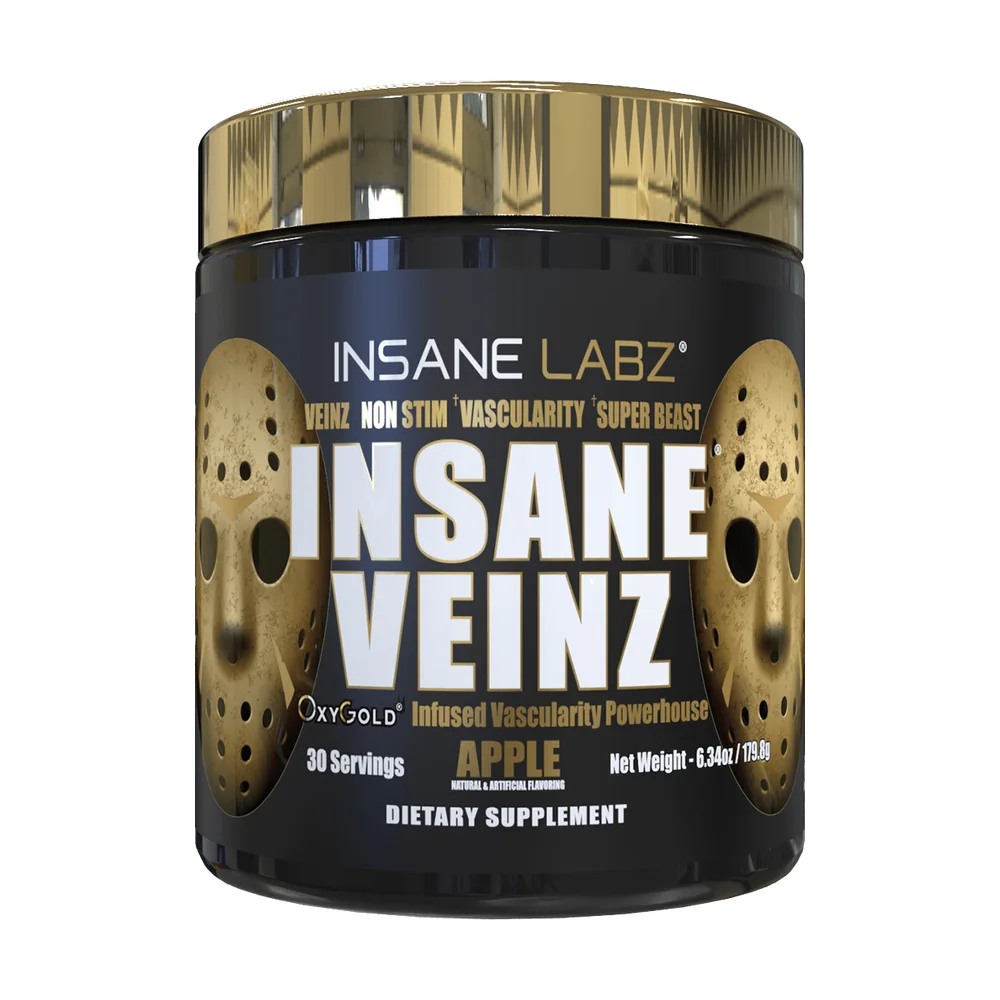 INSANE LABZ®
VEINZ NON STIM †VASCULARITY †SUPER BEAST
INSANE®
VEINZ
OXYGOLD® Infused Vascularity Powerhouse
30 Servings
APPLE
NATURAL & ARTIFICIAL FLAVORING
Net Weight - 6.34oz / 179.8g
DIETARY SUPPLEMENT